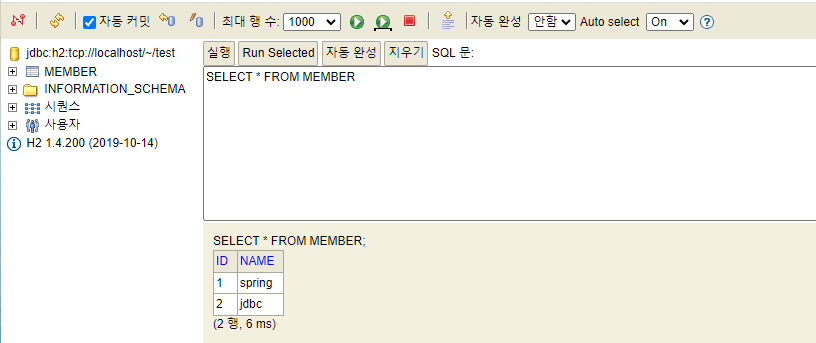 자동 커밋 최대 행 수: 1000 자동 완성 안함 Auto select On
jdbc:h2:tcp://localhost/~/test
MEMBER
INFORMATION_SCHEMA
시퀀스
사용자
H2 1.4.200 (2019-10-14)
실행 Run Selected 자동 완성 지우기 SQL 문:
SELECT * FROM MEMBER
SELECT * FROM MEMBER;
ID NAME
1 spring
2 jdbc
(2 행, 6 ms)